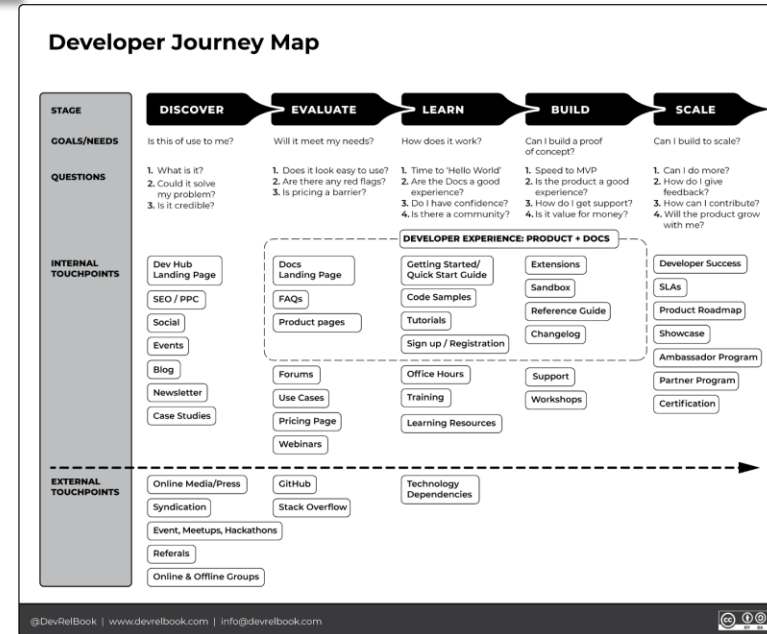 Developer Journey Map
STAGE
DISCOVER
EVALUATE
LEARN
BUILD
SCALE
GOALS/NEEDS
Is this of use to me?
Will it meet my needs?
How does it work?
Can I build a proof
of concept?
Can I build to scale?
QUESTIONS
1. What is it?
2. Could it solve
my problem?
3. Is it credible?
1. Does it look easy to use?
2. Are there any red flags?
3. Is pricing a barrier?
1. Time to 'Hello World'
2. Are the Docs a good
experience?
3. Do I have confidence?
4. Is there a community?
1. Speed to MVP
2. Is the product a good
experience?
3. How do I get support?
4. Is it value for money?
1. Can I do more?
2. How do I give
feedback?
3. How can I contribute?
4. Will the product grow
with me?
DEVELOPER EXPERIENCE: PRODUCT + DOCS
INTERNAL
TOUCHPOINTS
Dev Hub
Landing Page
SEO / PPC
Social
Events
Blog
Newsletter
Case Studies
Docs
Landing Page
FAQs
Product pages
Forums
Use Cases
Pricing Page
Webinars
Getting Started/
Quick Start Guide
Code Samples
Tutorials
Sign up / Registration
Office Hours
Training
Learning Resources
Extensions
Sandbox
Reference Guide
Changelog
Support
Workshops
Developer Success
SLAs
Product Roadmap
Showcase
Ambassador Program
Partner Program
Certification
EXTERNAL
TOUCHPOINTS
Online Media/Press
Syndication
Event, Meetups, Hackathons
Referrals
Online & Offline Groups
GitHub
Stack Overflow
Technology
Dependencies
@DevRelBook | www.devrelbook.com | info@devrelbook.com
cc
BY SA